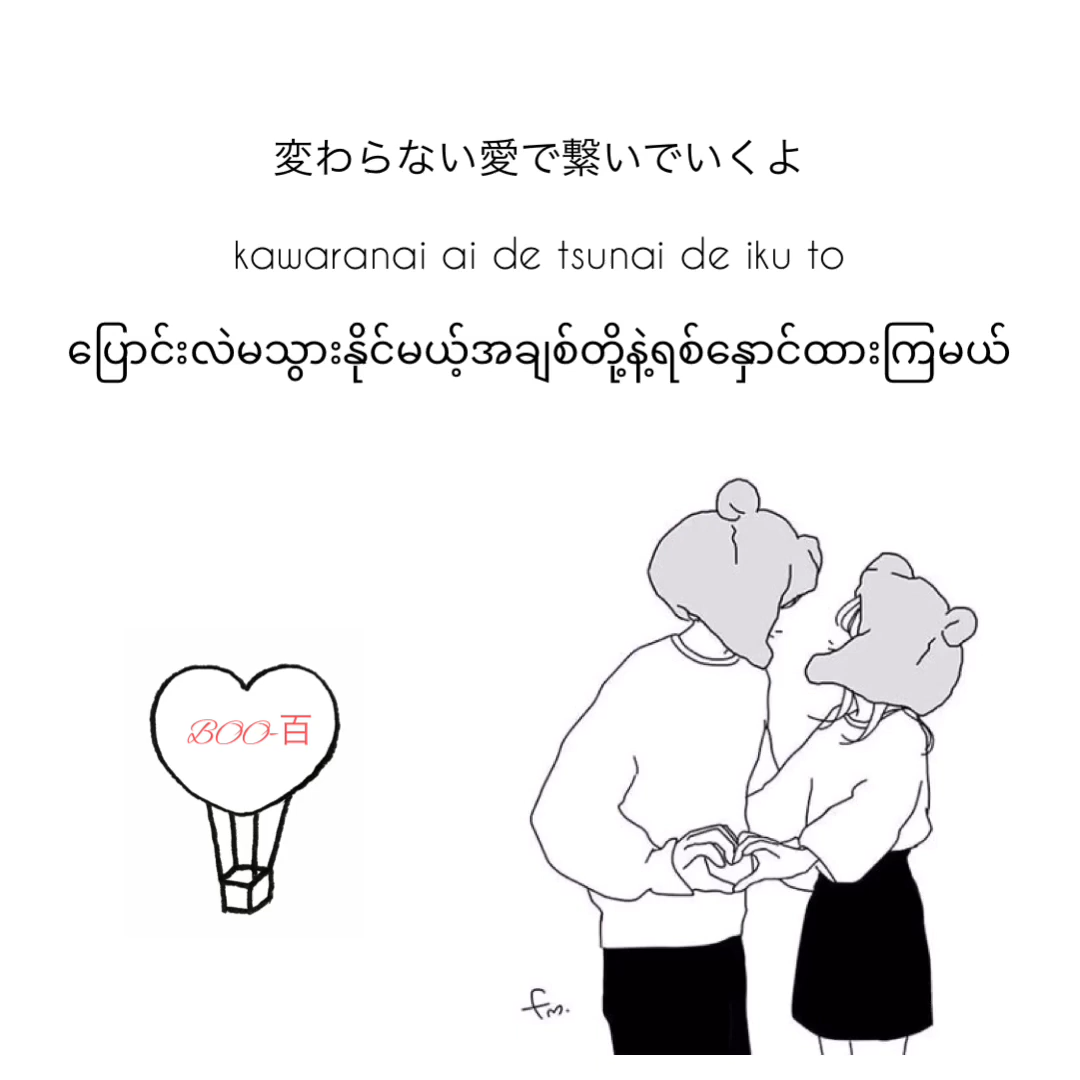 変わらない愛で繋いでいくよ
kawaranai ai de tsunai de iku to
ပြောင်းလဲမသွားနိုင်မယ့်အချစ်တို့နဲ့ရစ်နှောင်ထားကြမယ်
BOO-百
fm.